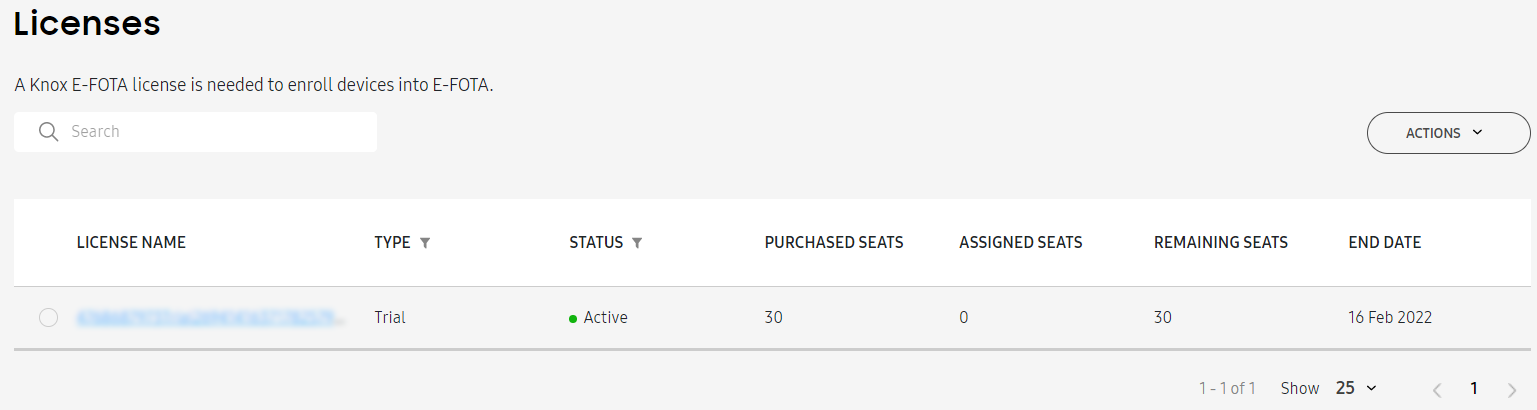 Licenses
A Knox E-FOTA license is needed to enroll devices into E-FOTA.
Search
ACTIONS
LICENSE NAME TYPE STATUS PURCHASED SEATS ASSIGNED SEATS REMAINING SEATS END DATE
Trial Active 30 0 30 16 Feb 2022
1 - 1 of 1 Show 25 1